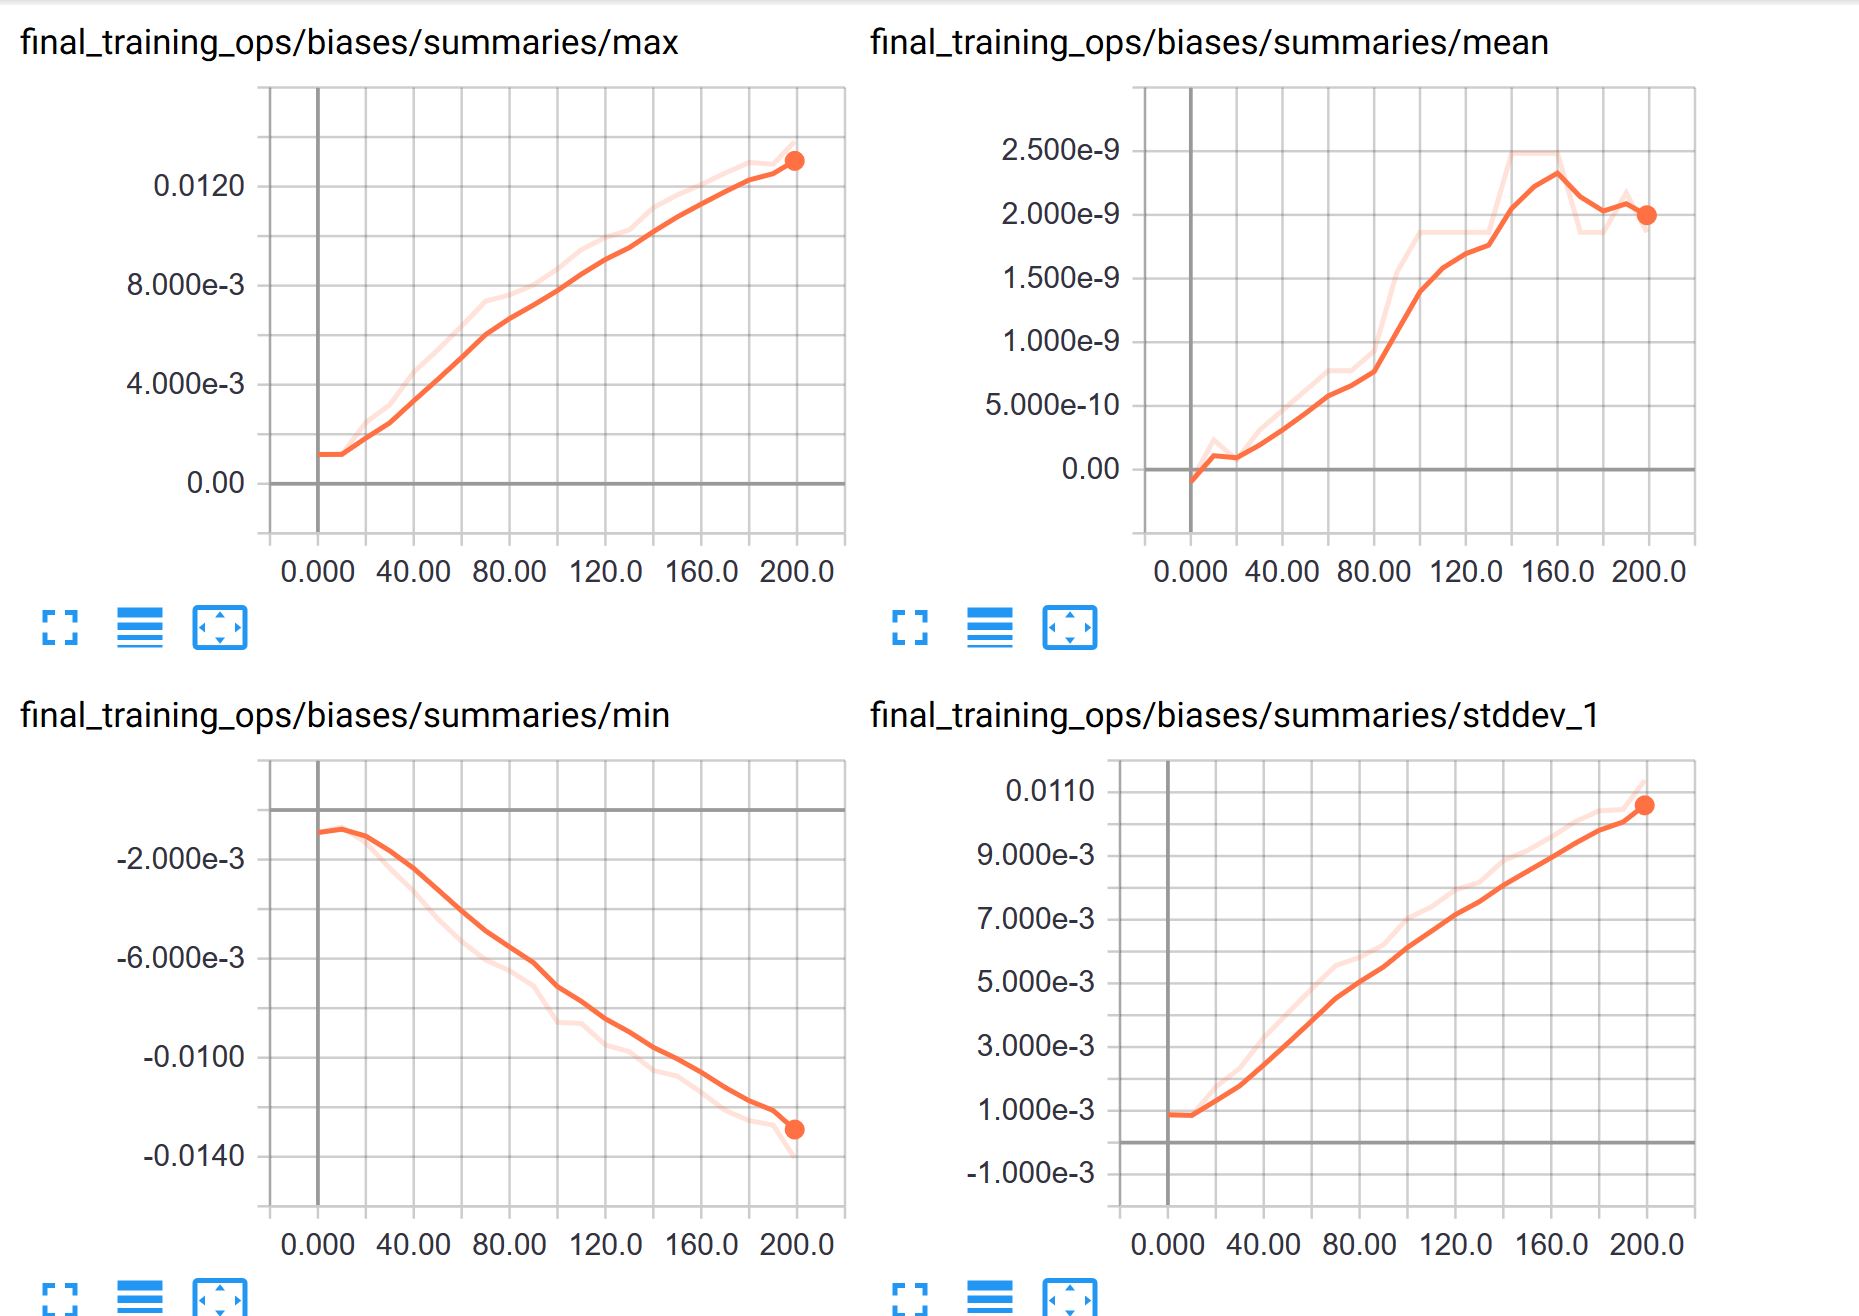 final_training_ops/biases/summaries/max
0.0120
8.000e-3
4.000e-3
0.00
0.000 40.00 80.00 120.0 160.0 200.0
final_training_ops/biases/summaries/mean
2.500e-9
2.000e-9
1.500e-9
1.000e-9
5.000e-10
0.00
0.000 40.00 80.00 120.0 160.0 200.0
final_training_ops/biases/summaries/min
-2.000e-3
-6.000e-3
-0.0100
-0.0140
0.000 40.00 80.00 120.0 160.0 200.0
final_training_ops/biases/summaries/stddev_1
0.0110
9.000e-3
7.000e-3
5.000e-3
3.000e-3
1.000e-3
-1.000e-3
0.000 40.00 80.00 120.0 160.0 200.0